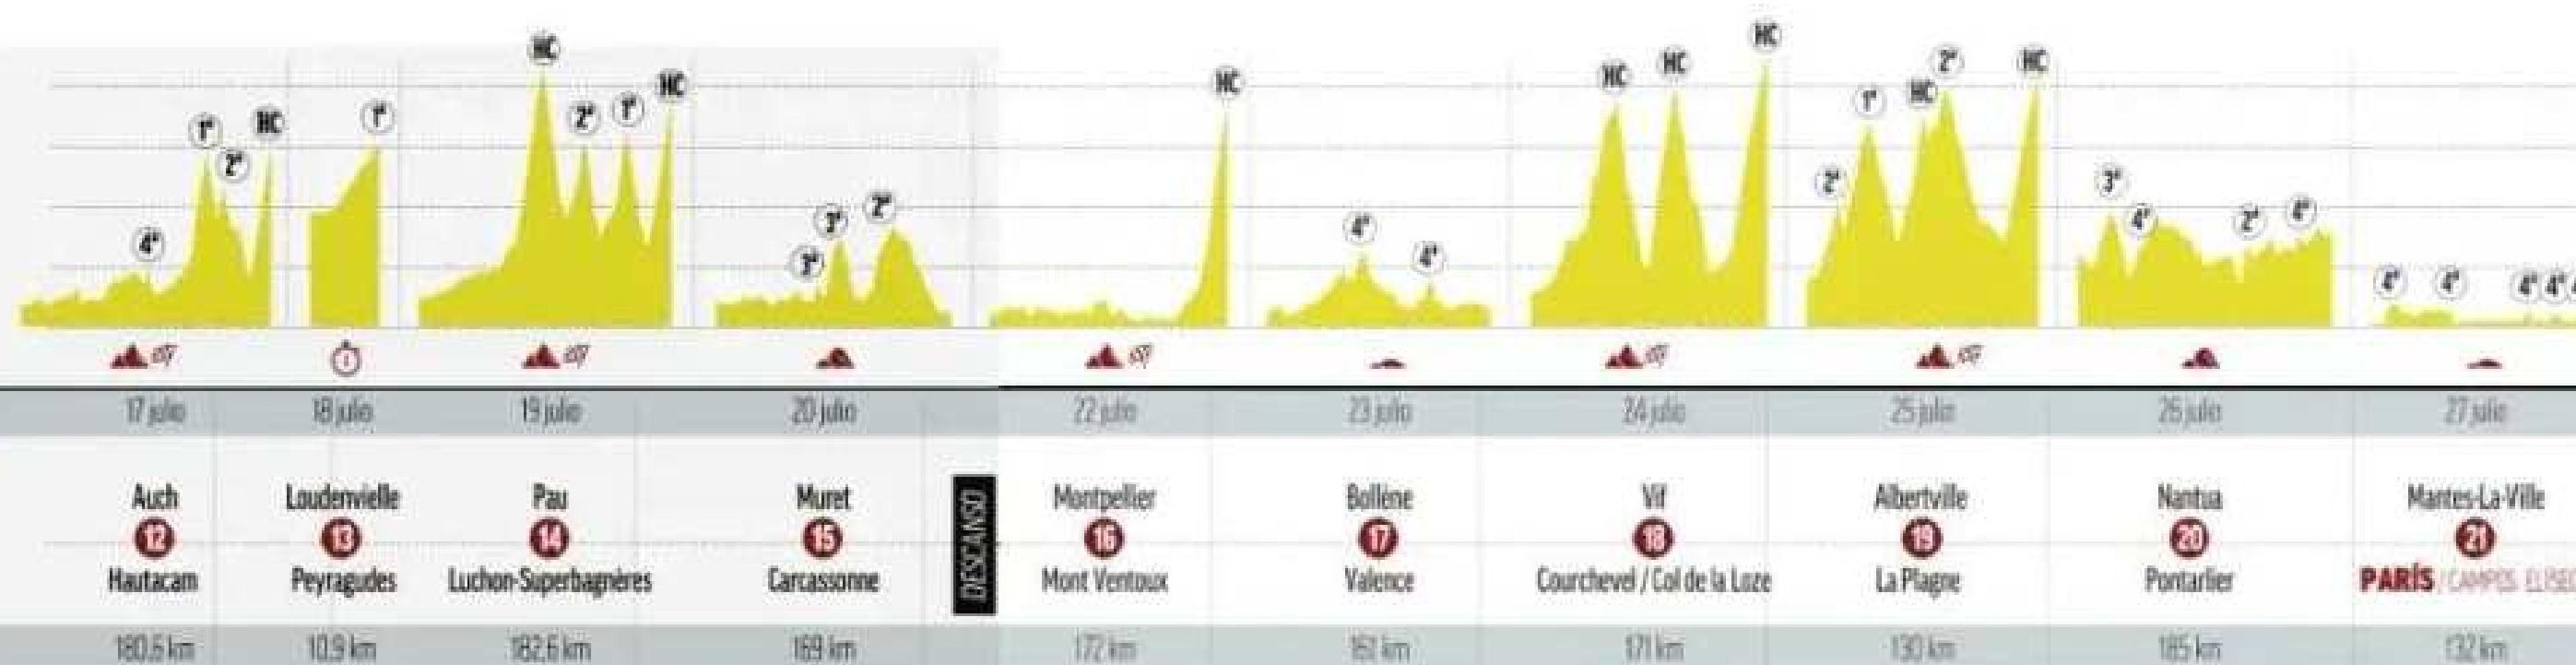 4ª 1ª 2ª HC 1ª HC 2ª 1ª HC 3ª 3ª 2ª HC 4ª 4ª HC HC HC 2ª 1ª HC 2ª HC 3ª 4ª 2ª 4ª 4ª 4ª 4ª 4ª
17 julio 18 julio 19 julio 20 julio 22 julio 23 julio 24 julio 25 julio 26 julio 27 julio
Auch Loudenvielle Pau Muret DESCANSO Montpellier Bollène Vif Albertville Nantua Mantes-La-Ville
12 13 14 15 16 17 18 19 20 21
Hautacam Peyragudes Luchon-Superbagnères Carcassonne Mont Ventoux Valence Courchevel / Col de la Loze La Plagne Pontarlier PARÍS / CAMPOS
180.6 km 10.9 km 182,6 km 169 km 172 km 161 km 171 km 130 km 185 km 132 km